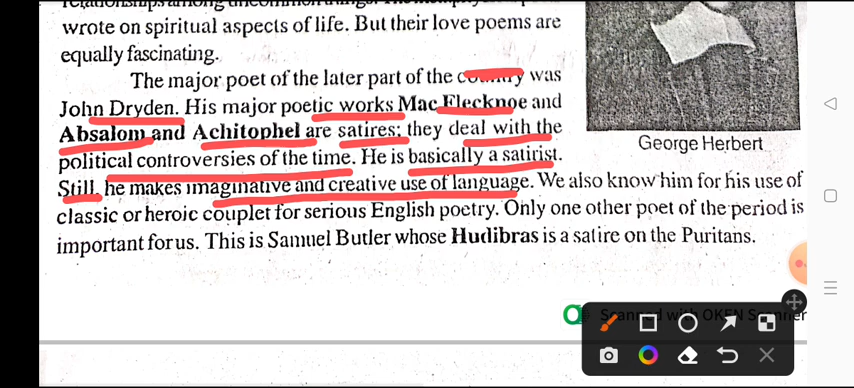 wrote on spiritual aspects of life. But their love poems are
equally fascinating.
The major poet of the later part of the was
John Dryden. His major poetic works Mac Flecknoe and
Absalom and Achitophel are satires; they deal with the
political controversies of the time. He is basically a satirist.
Still, he makes imaginative and creative use of language. We also know him for his use of
classic or heroic couplet for serious English poetry. Only one other poet of the period is
important for us. This is Samuel Butler whose Hudibras is a satire on the Puritans.
George Herbert
Scanned with OKEN Scanner